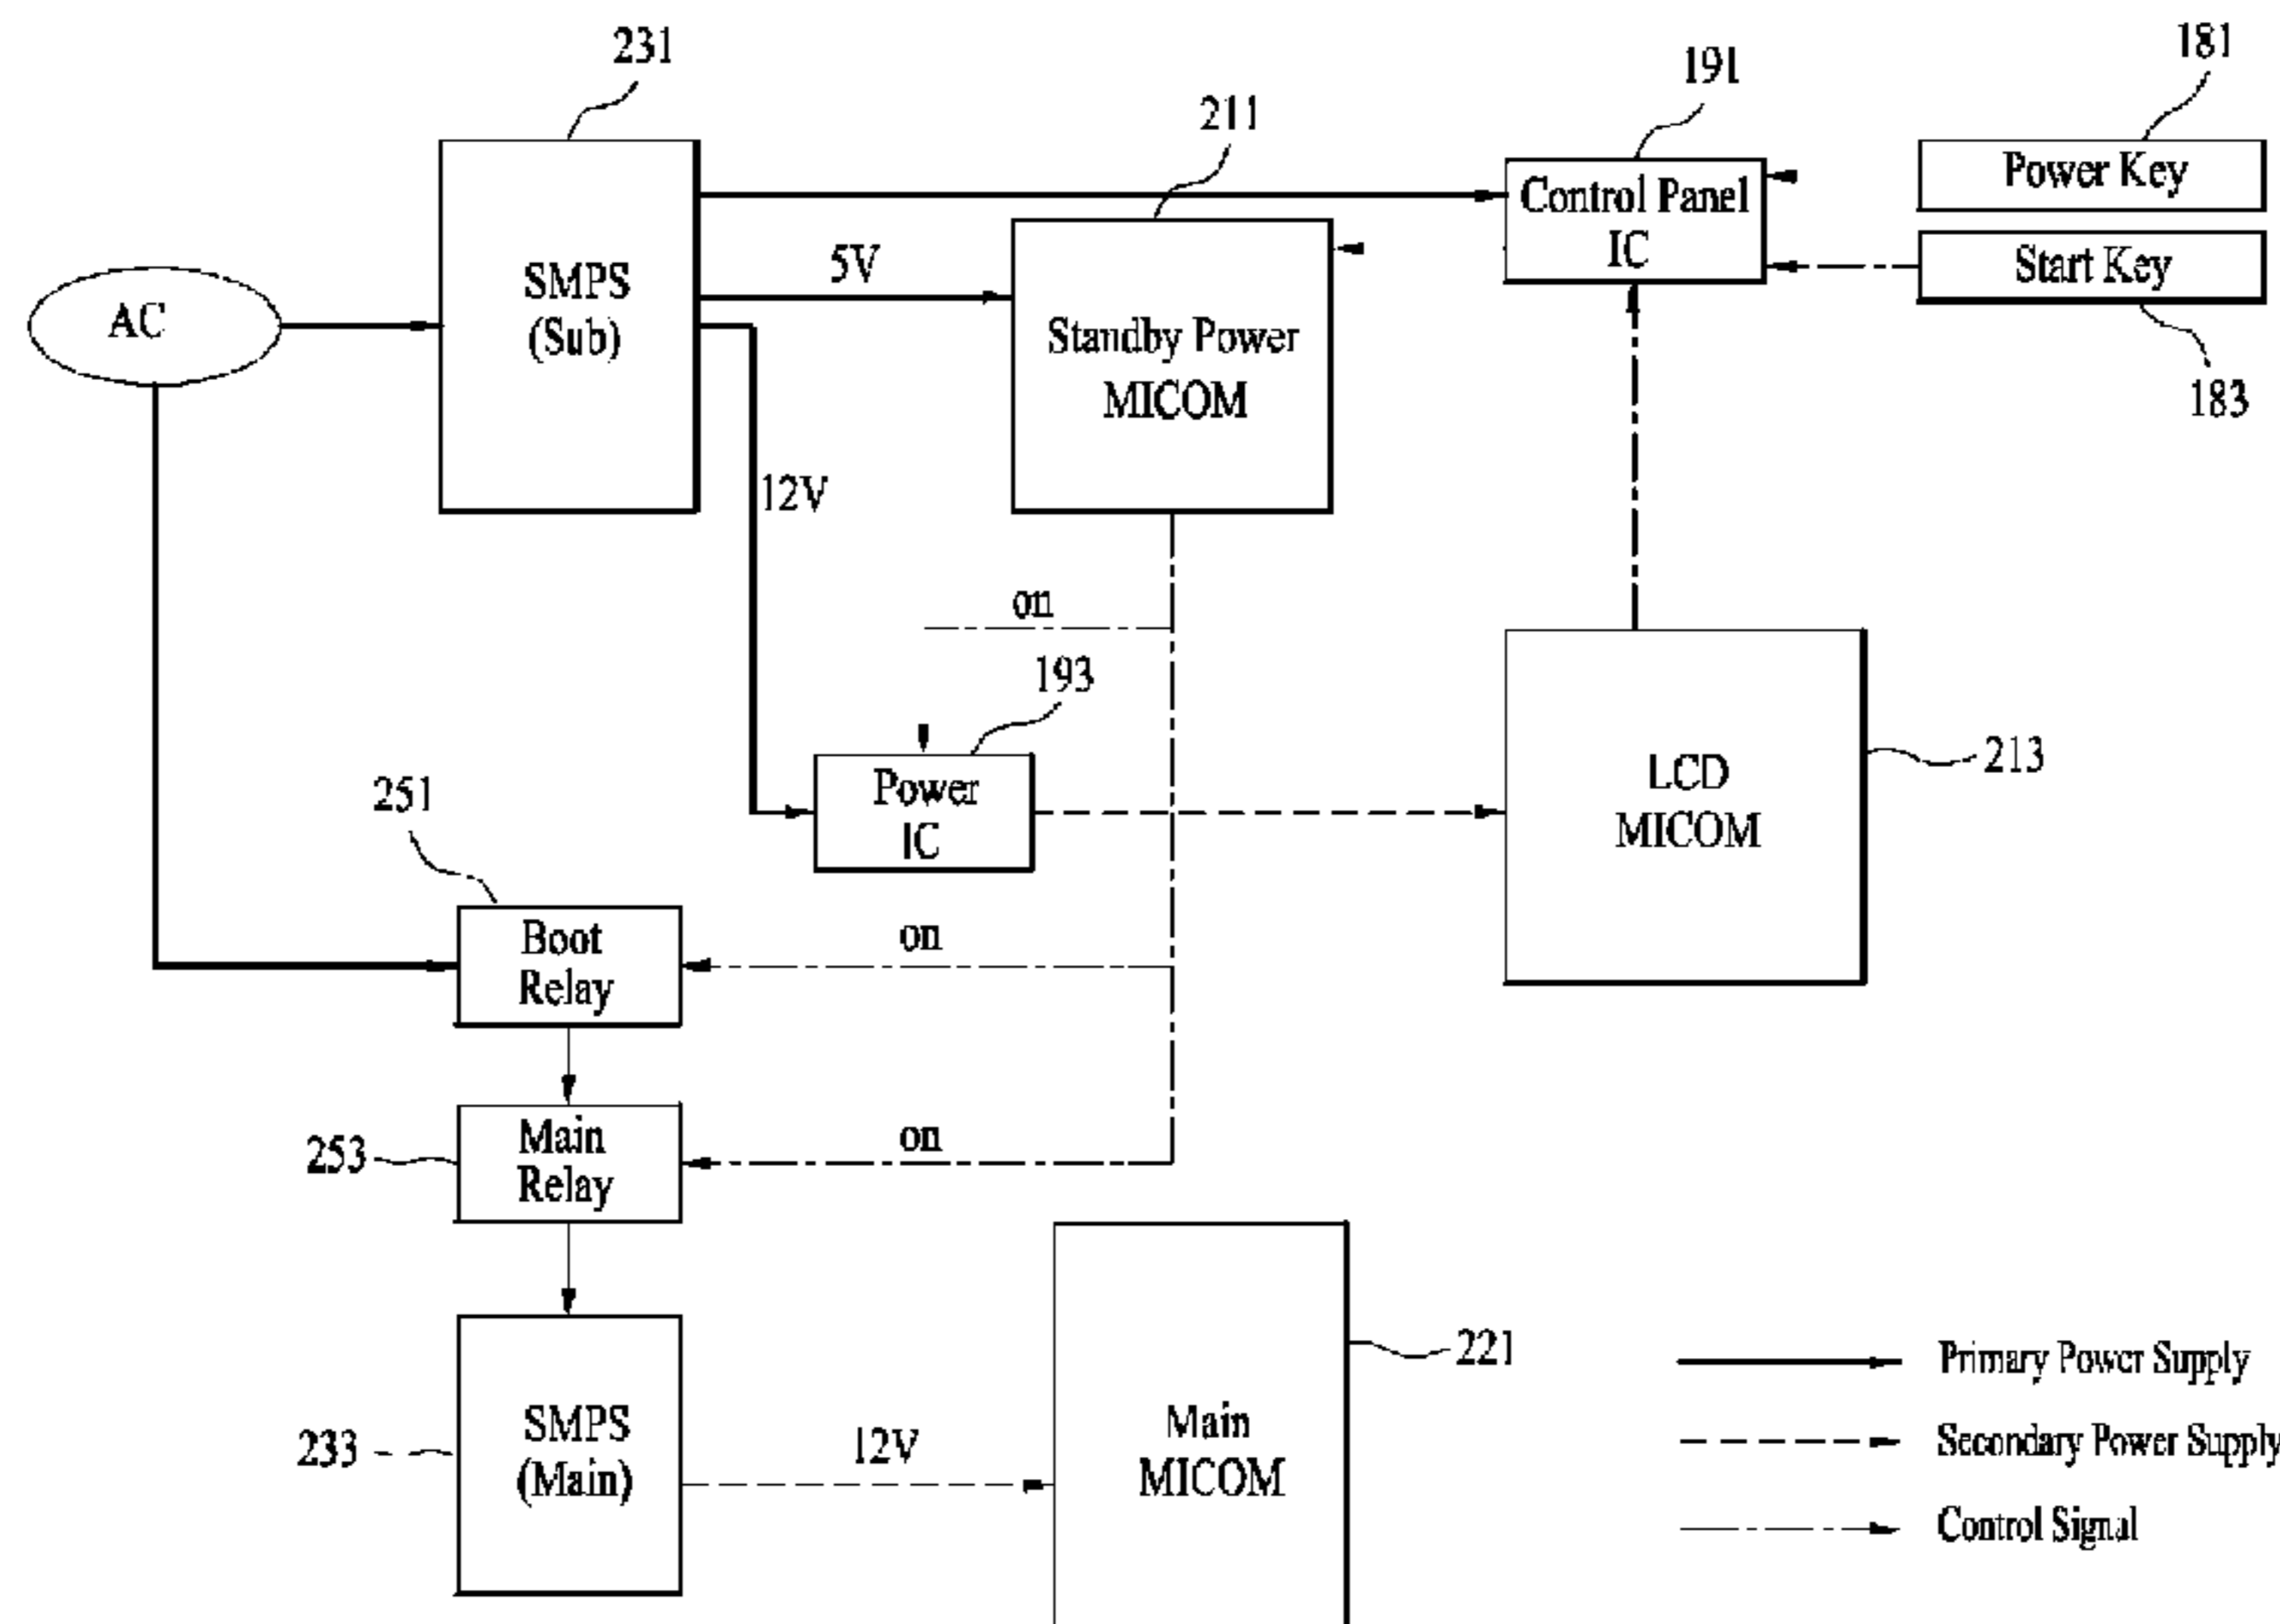 231
181
191
211
Power Key
Control Panel
IC
Start Key
5V
SMPS
(Sub)
AC
Standby Power
MICOM
183
12V
on
193
213
Power
IC
LCD
MICOM
251
Boot
Relay
on
Main
Relay
253
on
221
Primary Power Supply
SMPS
(Main)
233
12V
Main
MICOM
Secondary Power Supply
Control Signal